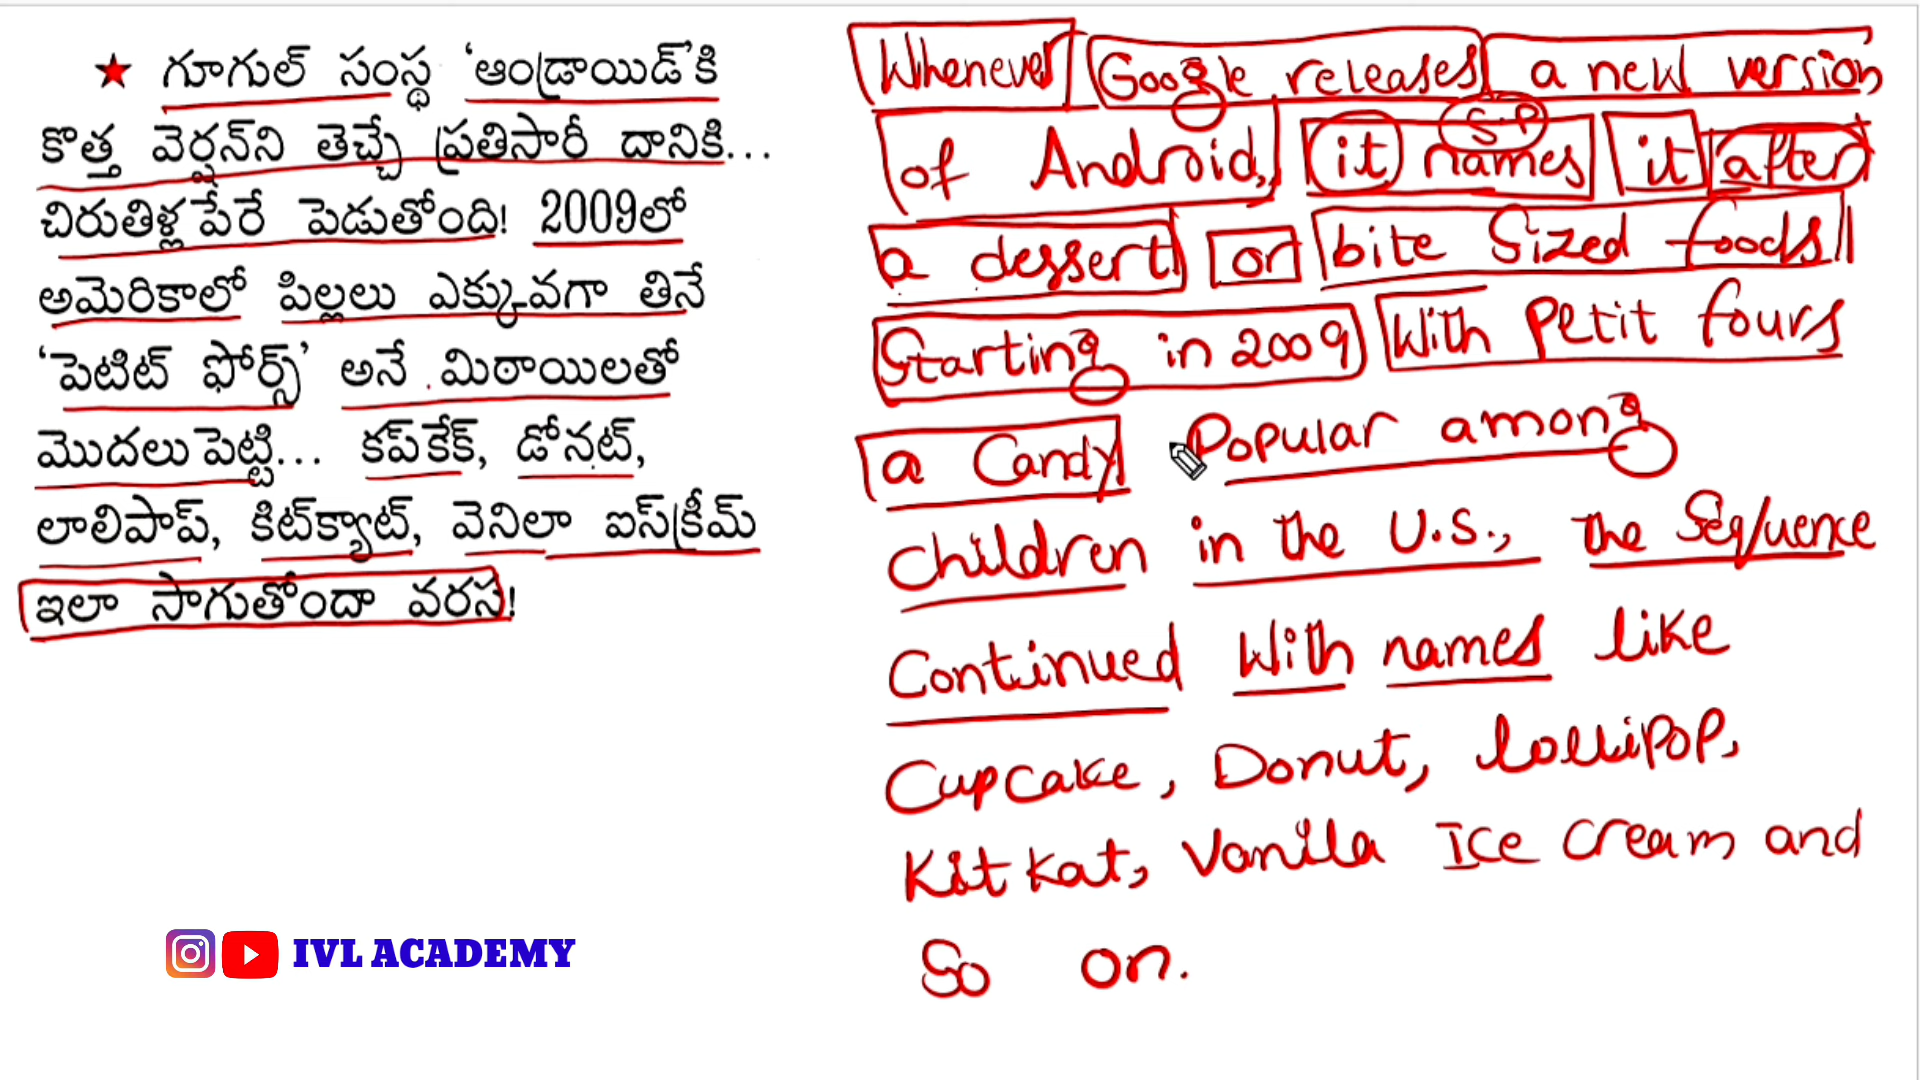 ★ గూగుల్ సంస్థ ‘ఆండ్రాయిడ్’కి
కొత్త వెర్షన్‌ని తెచ్చే ప్రతిసారీ దానికి...
చిరుతిళ్ల పేరే పెడుతోంది! 2009లో
అమెరికాలో పిల్లలు ఎక్కువగా తినే
‘పెటిట్ ఫోర్స్’ అనే మిఠాయిలతో
మొదలుపెట్టి... కప్‌కేక్, డోనట్,
లాలిపాప్, కిట్‌క్యాట్, వెనిలా ఐస్‌క్రీమ్
ఇలా సాగుతోందా వరస!
Whenever Google releases a new version
of Android, it names it after
S.P
a dessert or bite sized foods
Starting in 2009 with Petit fours
a Candy Popular among
children in the U.S., the sequence
Continued with names like
Cupcake, Donut, lollipop,
Kitkat, Vanilla Ice cream and
So on.
IVL ACADEMY